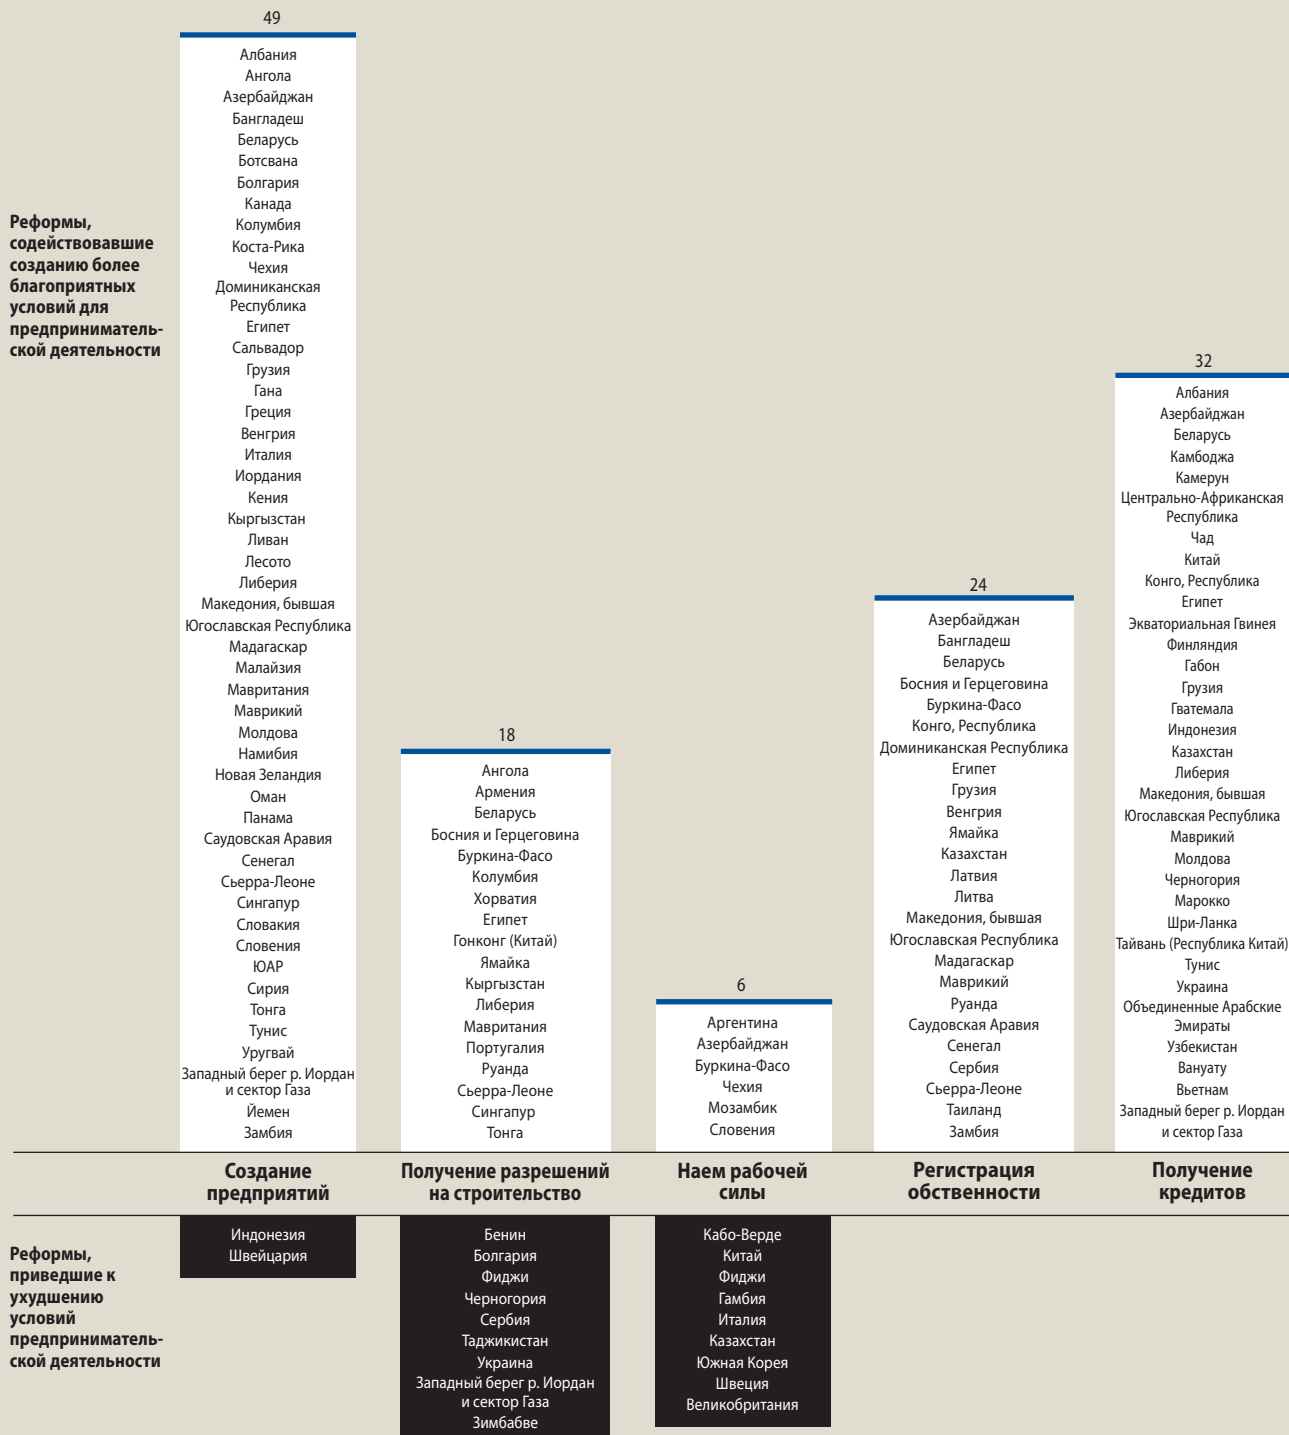 49
Албания
Ангола
Азербайджан
Бангладеш
Беларусь
Ботсвана
Болгария
Канада
Колумбия
Коста-Рика
Чехия
Доминиканская
Республика
Египет
Сальвадор
Грузия
Гана
Греция
Венгрия
Италия
Иордания
Кения
Кыргызстан
Ливан
Лесото
Либерия
Македония, бывшая
Югославская Республика
Мадагаскар
Малайзия
Мавритания
Маврикий
Молдова
Намибия
Новая Зеландия
Оман
Панама
Саудовская Аравия
Сенегал
Сьерра-Леоне
Сингапур
Словакия
Словения
ЮАР
Сирия
Тонга
Тунис
Уругвай
Западный берег р. Иордан
и сектор Газа
Йемен
Замбия
Реформы,
содействовавшие
созданию более
благоприятных
условий для
предприниматель-
ской деятельности
18
Ангола
Армения
Беларусь
Босния и Герцеговина
Буркина-Фасо
Колумбия
Хорватия
Египет
Гонконг (Китай)
Ямайка
Кыргызстан
Либерия
Мавритания
Португалия
Руанда
Сьерра-Леоне
Сингапур
Тонга
6
Аргентина
Азербайджан
Буркина-Фасо
Чехия
Мозамбик
Словения
24
Азербайджан
Бангладеш
Беларусь
Босния и Герцеговина
Буркина-Фасо
Конго, Республика
Доминиканская Республика
Египет
Грузия
Венгрия
Ямайка
Казахстан
Латвия
Литва
Македония, бывшая
Югославская Республика
Мадагаскар
Маврикий
Руанда
Саудовская Аравия
Сенегал
Сербия
Сьерра-Леоне
Таиланд
Замбия
32
Албания
Азербайджан
Беларусь
Камбоджа
Камерун
Центрально-Африканская
Республика
Чад
Китай
Конго, Республика
Египет
Экваториальная Гвинея
Финляндия
Габон
Грузия
Гватемала
Индонезия
Казахстан
Либерия
Македония, бывшая
Югославская Республика
Маврикий
Молдова
Черногория
Марокко
Шри-Ланка
Тайвань (Республика Китай)
Тунис
Украина
Объединенные Арабские
Эмираты
Узбекистан
Вануату
Вьетнам
Западный берег р. Иордан
и сектор Газа
Создание
предприятий
Получение разрешений
на строительство
Наем рабочей
силы
Регистрация
обственности
Получение
кредитов
Реформы,
приведшие к
ухудшению
условий
предприниматель-
ской деятельности
Индонезия
Швейцария
Бенин
Болгария
Фиджи
Черногория
Сербия
Таджикистан
Украина
Западный берег р. Иордан
и сектор Газа
Зимбабве
Кабо-Верде
Китай
Фиджи
Гамбия
Италия
Казахстан
Южная Корея
Швеция
Великобритания